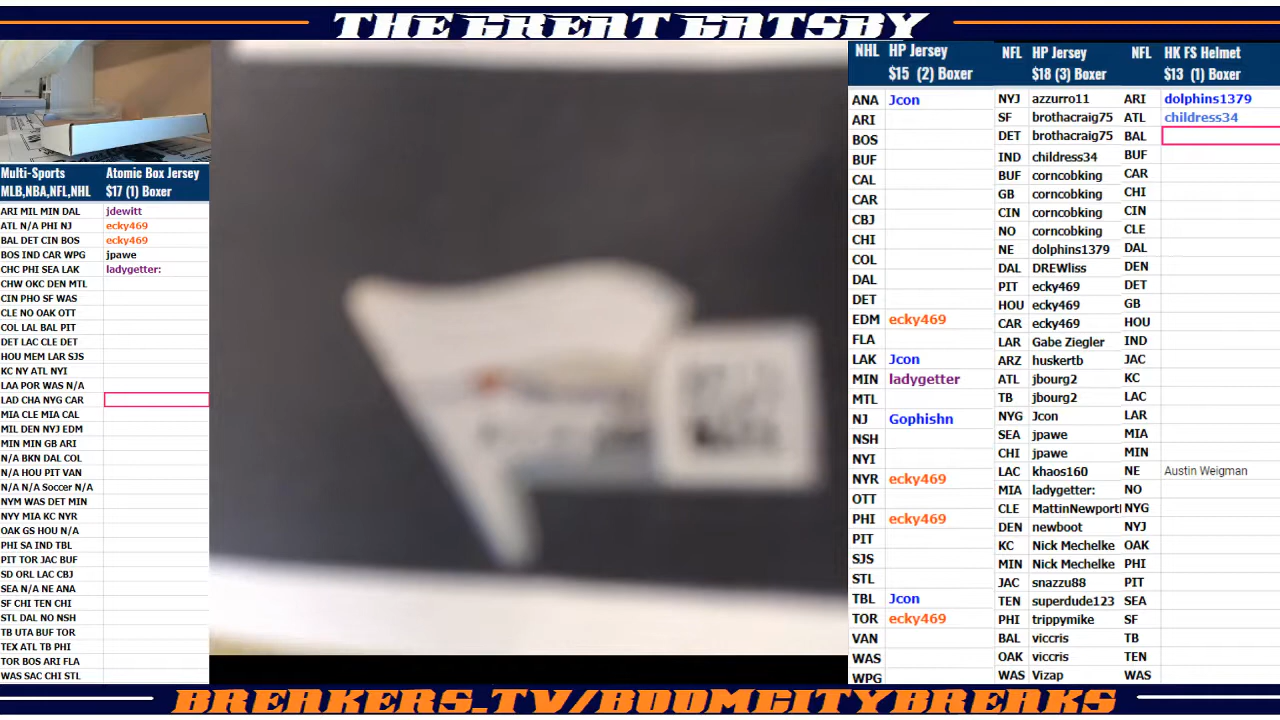 THE GREAT GATSBY
Multi-Sports Atomic Box Jersey
MLB,NBA,NFL,NHL $17 (1) Boxer
ARI MIL MIN DAL jdewitt
ATL N/A PHI NJ ecky469
BAL DET CIN BOS ecky469
BOS IND CAR WPG jpawe
CHC PHI SEA LAK ladygetter:
CHW OKC DEN MTL
CIN PHO SF WAS
CLE NO OAK OTT
COL LAL BAL PIT
DET LAC CLE DET
HOU MEM LAR SJS
KC NY ATL NYI
LAA POR WAS N/A
LAD CHA NYG CAR
MIA CLE MIA CAL
MIL DEN NYJ EDM
MIN MIN GB ARI
N/A BKN DAL COL
N/A HOU PIT VAN
N/A N/A Soccer N/A
NYM WAS DET MIN
NYY MIA KC NYR
OAK GS HOU N/A
PHI SA IND TBL
PIT TOR JAC BUF
SD ORL LAC CBJ
SEA N/A NE ANA
SF CHI TEN CHI
STL DAL NO NSH
TB UTA BUF TOR
TEX ATL TB PHI
TOR BOS ARI FLA
WAS SAC CHI STL
NHL HP Jersey
$15 (2) Boxer
ANA Jcon
ARI
BOS
BUF
CAL
CAR
CBJ
CHI
COL
DAL
DET
EDM ecky469
FLA
LAK Jcon
MIN ladygetter
MTL
NJ Gophishn
NSH
NYI
NYR ecky469
OTT
PHI ecky469
PIT
SJS
STL
TBL Jcon
TOR ecky469
VAN
WAS
WPG
NFL HP Jersey
$18 (3) Boxer
NYJ azzurro11
SF brothacraig75
DET brothacraig75
IND childress34
BUF corncobking
GB corncobking
CIN corncobking
NO corncobking
NE dolphins1379
DAL DREWliss
PIT ecky469
HOU ecky469
CAR ecky469
LAR Gabe Ziegler
ARZ huskertb
ATL jbourg2
TB jbourg2
NYG Jcon
SEA jpawe
CHI jpawe
LAC khaos160
MIA ladygetter:
CLE MattinNewport
DEN newboot
KC Nick Mechelke
MIN Nick Mechelke
JAC snazzu88
TEN superdude123
PHI trippymike
BAL viccris
OAK viccris
WAS Vizap
NFL HK FS Helmet
$13 (1) Boxer
ARI dolphins1379
ATL childress34
BAL
BUF
CAR
CHI
CIN
CLE
DAL
DEN
DET
GB
HOU
IND
JAC
KC
LAC
LAR
MIA
MIN
NE Austin Weigman
NO
NYG
NYJ
OAK
PHI
PIT
SEA
SF
TB
TEN
WAS
BREAKERS.TV/BOOMCITYBREAKS